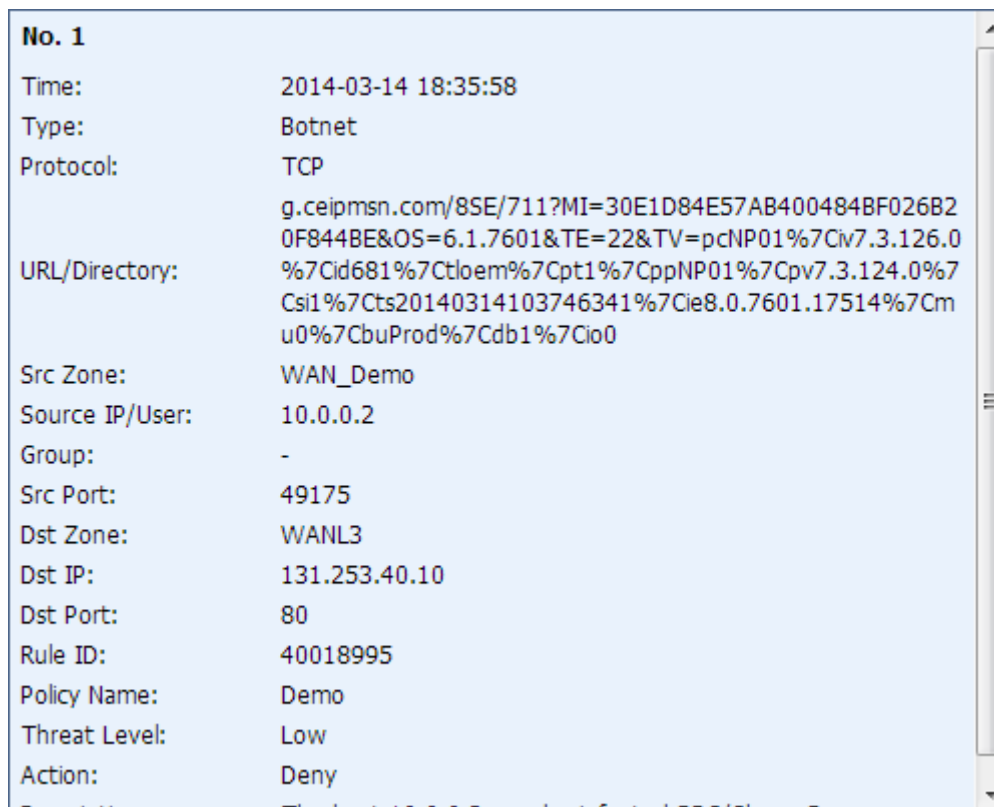 No. 1
Time: 2014-03-14 18:35:58
Type: Botnet
Protocol: TCP
URL/Directory: g.ceipmsn.com/8SE/711?MI=30E1D84E57AB400484BF026B2
0F844BE&OS=6.1.7601&TE=22&TV=pcNP01%7Civ7.3.126.0
%7Cid681%7Ctloem%7Cpt1%7CppNP01%7Cpv7.3.124.0%7
Csi1%7Cts20140314103746341%7Cie8.0.7601.17514%7Cm
u0%7CbuProd%7Cdb1%7Cio0
Src Zone: WAN_Demo
Source IP/User: 10.0.0.2
Group: -
Src Port: 49175
Dst Zone: WANL3
Dst IP: 131.253.40.10
Dst Port: 80
Rule ID: 40018995
Policy Name: Demo
Threat Level: Low
Action: Deny